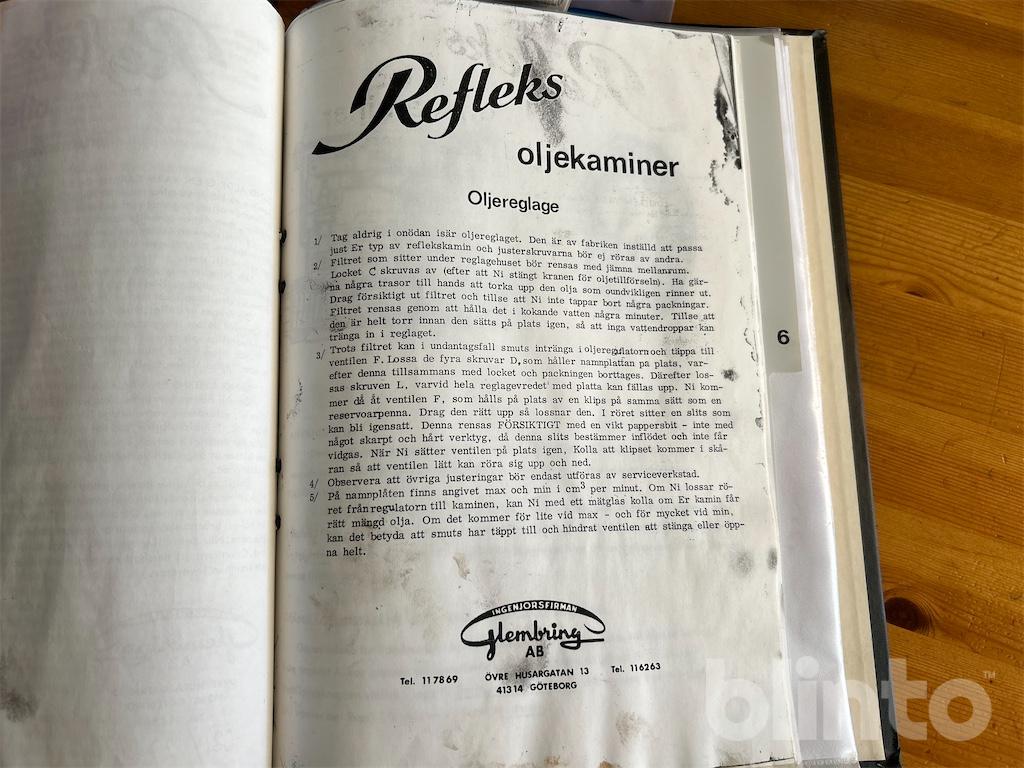 Refleks
oljekaminer
Oljereglage
1/ Tag aldrig i onödan isär oljereglaget. Den är av fabriken inställd att passa
just Er typ av reflekskamin och justerskruvarna bör ej röras av andra.
2/ Filtret som sitter under reglagehuset bör rensas med jämna mellanrum.
Locket C skruvas av (efter att Ni stängt kranen för oljetillförseln). Ha gär-
na några trasor till hands att torka upp den olja som oundvikligen rinner ut.
Drag försiktigt ut filtret och tillse att Ni inte tappar bort några packningar.
Filtret rensas genom att hålla det i kokande vatten några minuter. Tillse att
den är helt torr innan den sätts på plats igen, så att inga vattendroppar kan
tränga in i reglaget.
3/ Trots filtret kan i undantagsfall smuts intränga i oljeregulatorn och täppa till
ventilen F. Lossa de fyra skruvar D, som håller namnplattan på plats, var-
efter denna tillsammans med locket och packningen borttages. Därefter los-
sas skruven L, varvid hela reglagevredet med platta kan fällas upp. Ni kom-
mer då åt ventilen F, som hålls på plats av en klips på samma sätt som en
reservoarpenna. Drag den rätt upp så lossnar den. I röret sitter en slits som
kan bli igensatt. Denna rensas FÖRSIKTIGT med en vikt pappersbit - inte med
något skarpt och hårt verktyg, då denna slits bestämmer inflödet och inte får
vidgas. När Ni sätter ventilen på plats igen, Kolla att klipset kommer i skå-
ran så att ventilen lätt kan röra sig upp och ned.
4/ Observera att övriga justeringar bör endast utföras av serviceverkstad.
5/ På namnplåten finns angivet max och min i cm3 per minut. Om Ni lossar rö-
ret från regulatorn till kaminen, kan Ni med ett mätglas kolla om Er kamin får
rätt mängd olja. Om det kommer för lite vid max - och för mycket vid min,
kan det betyda att smuts har täppt till och hindrat ventilen att stänga eller öpp-
na helt.
6
INGENJÖRSFIRMAN
Glembring
AB
Tel. 117869 ÖVRE HUSARGATAN 13 Tel. 116263
41314 GÖTEBORG
blinto™